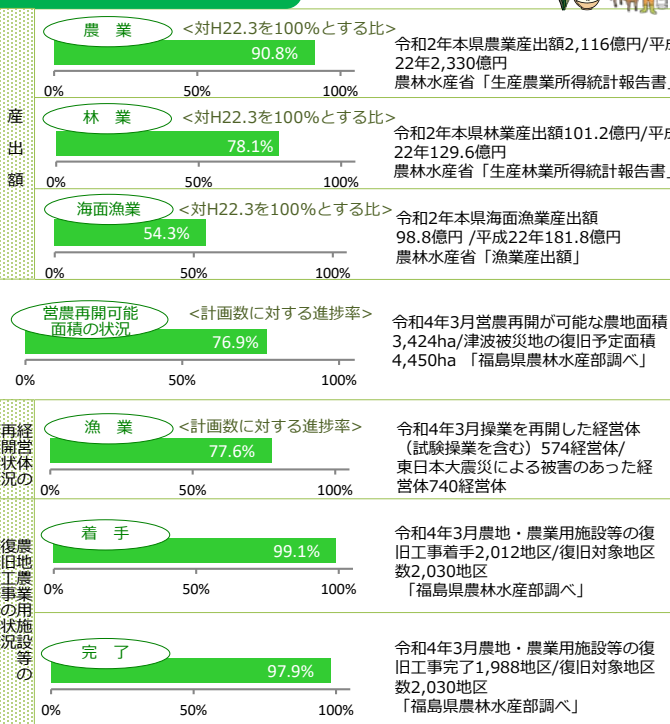 産出額
農　業
<対H22.3を100%とする比>
90.8%
0%
50%
100%
令和2年本県農業産出額2,116億円/平成
22年2,330億円
農林水産省「生産農業所得統計報告書」
林　業
<対H22.3を100%とする比>
78.1%
0%
50%
100%
令和2年本県林業産出額101.2億円/平成
22年129.6億円
農林水産省「生産林業所得統計報告書」
海面漁業
<対H22.3を100%とする比>
54.3%
0%
50%
100%
令和2年本県海面漁業産出額
98.8億円 /平成22年181.8億円
農林水産省「漁業産出額」
営農再開可能
面積の状況
<計画数に対する進捗率>
76.9%
0%
50%
100%
令和4年3月営農再開が可能な農地面積
3,424ha/津波被災地の復旧予定面積
4,450ha 「福島県農林水産部調べ」
経営体の
再開状況
漁　業
<計画数に対する進捗率>
77.6%
0%
50%
100%
令和4年3月操業を再開した経営体
（試験操業を含む）574経営体/
東日本大震災による被害のあった経
営体740経営体
農地農業用施設等の
復旧工事の状況
着　手
99.1%
0%
50%
100%
令和4年3月農地・農業用施設等の復
旧工事着手2,012地区/復旧対象地区
数2,030地区
「福島県農林水産部調べ」
完　了
97.9%
0%
50%
100%
令和4年3月農地・農業用施設等の復
旧工事完了1,988地区/復旧対象地区
数2,030地区
「福島県農林水産部調べ」